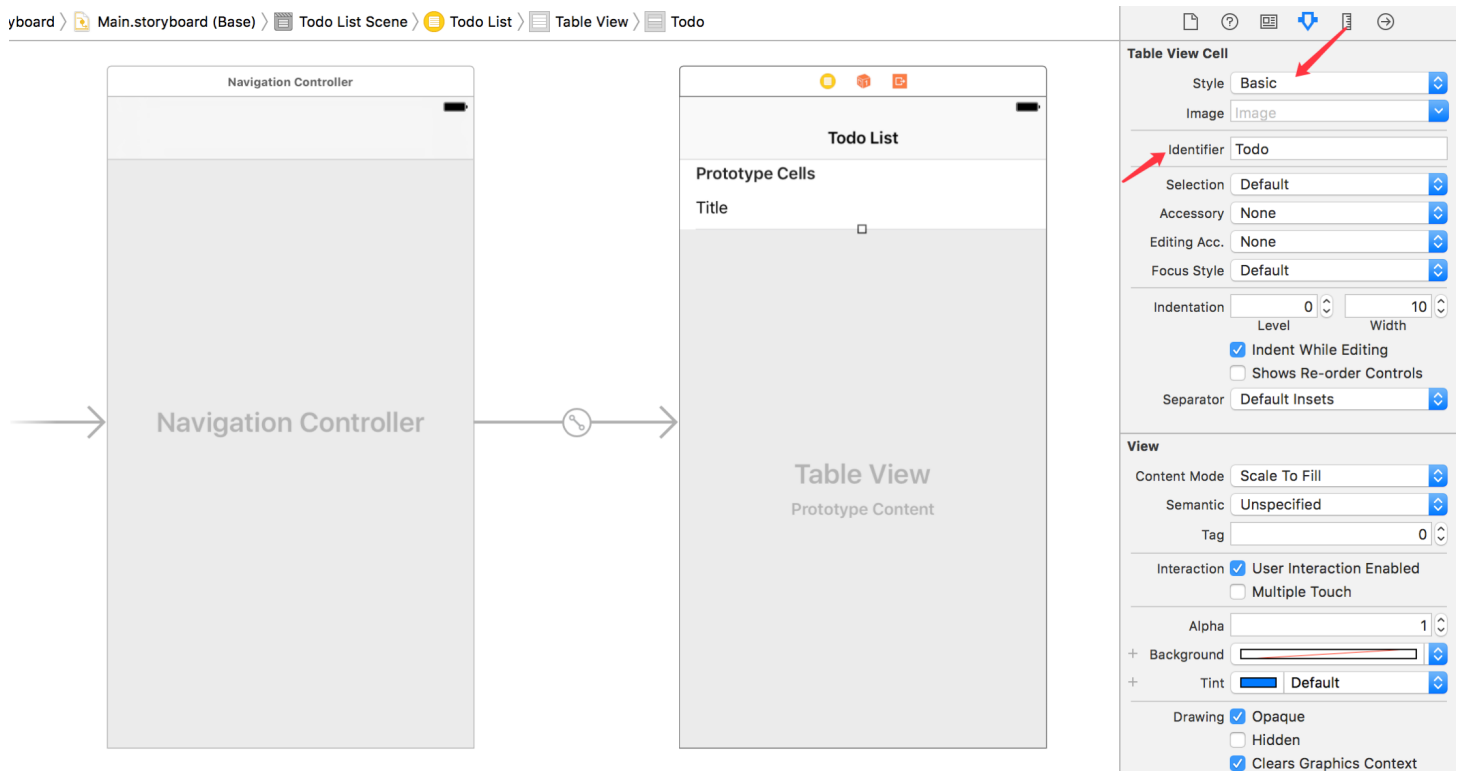 yboard 〉 Main.storyboard (Base) 〉 Todo List Scene 〉 Todo List 〉 Table View 〉 Todo
Navigation Controller
Navigation Controller
Todo List
Prototype Cells
Title
Table View
Prototype Content
Table View Cell
Style Basic
Image Image
Identifier Todo
Selection Default
Accessory None
Editing Acc. None
Focus Style Default
Indentation 0 10
Level Width
Indent While Editing
Shows Re-order Controls
Separator Default Insets
View
Content Mode Scale To Fill
Semantic Unspecified
Tag 0
Interaction User Interaction Enabled
Multiple Touch
Alpha 1
+ Background
+ Tint Default
Drawing Opaque
Hidden
Clears Graphics Context